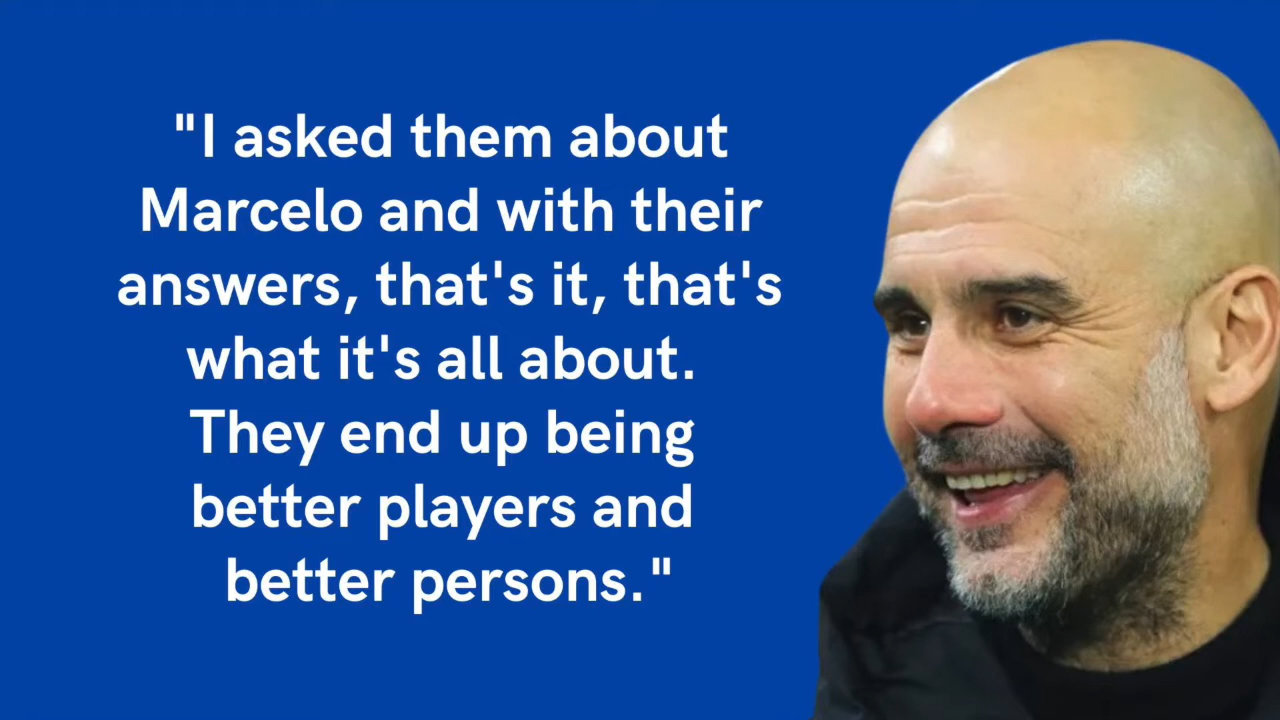 "I asked them about
Marcelo and with their
answers, that's it, that's
what it's all about.
They end up being
better players and
better persons."